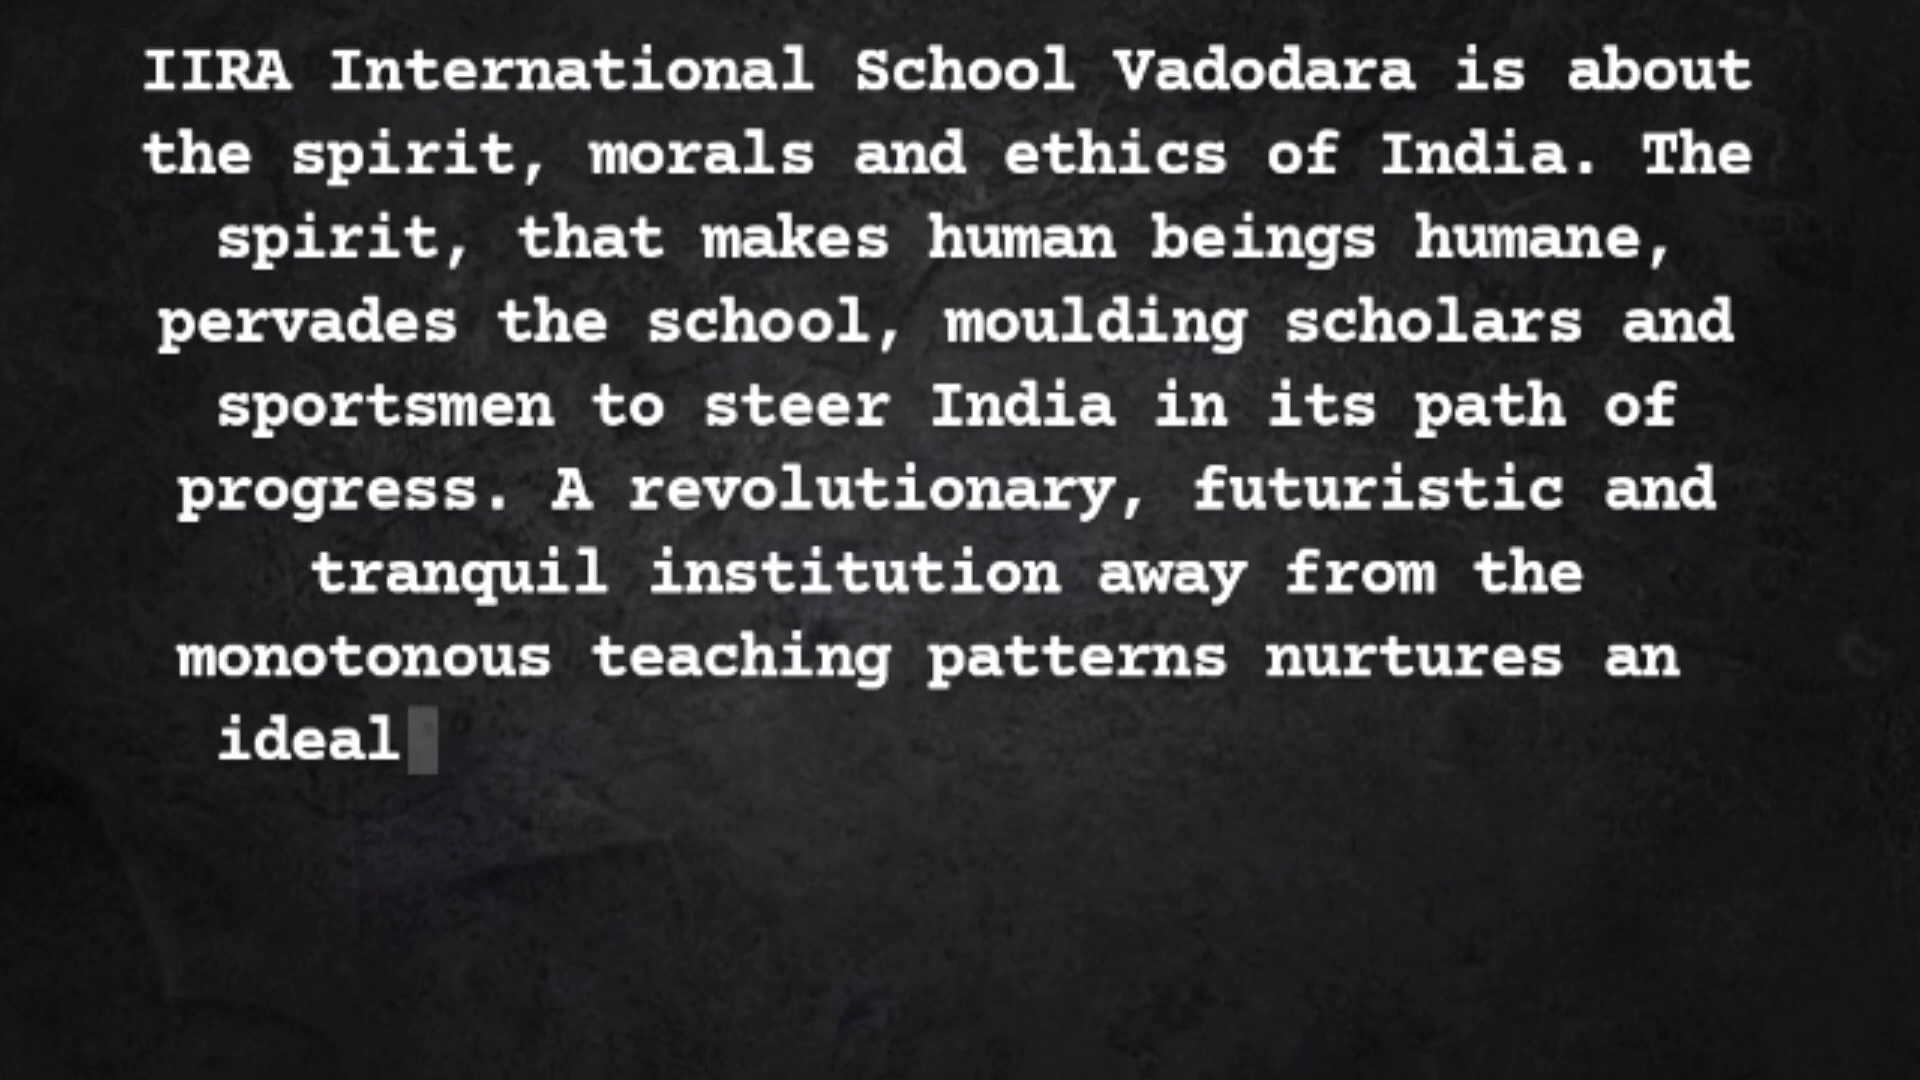 IIRA International School Vadodara is about
the spirit, morals and ethics of India. The
spirit, that makes human beings humane,
pervades the school, moulding scholars and
sportsmen to steer India in its path of
progress. A revolutionary, futuristic and
tranquil institution away from the
monotonous teaching patterns nurtures an
ideal